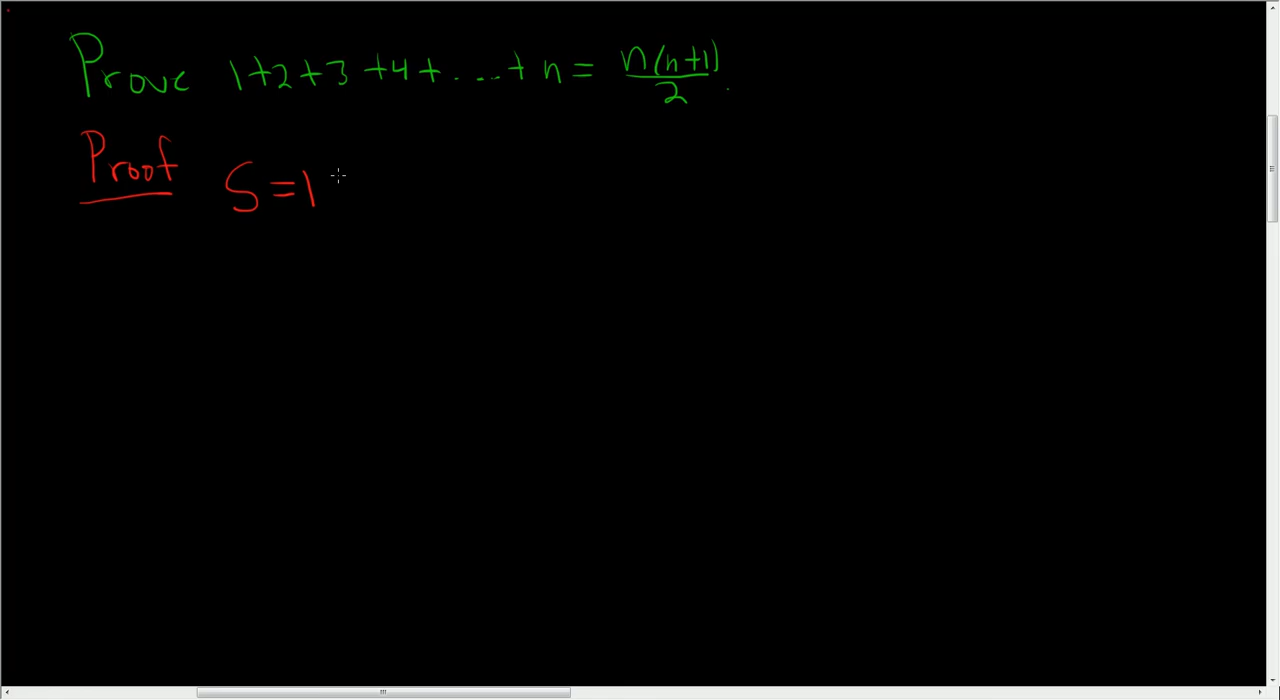 Prove 1+2+3+4+....+n = n(n+1)/2.
Proof S=1